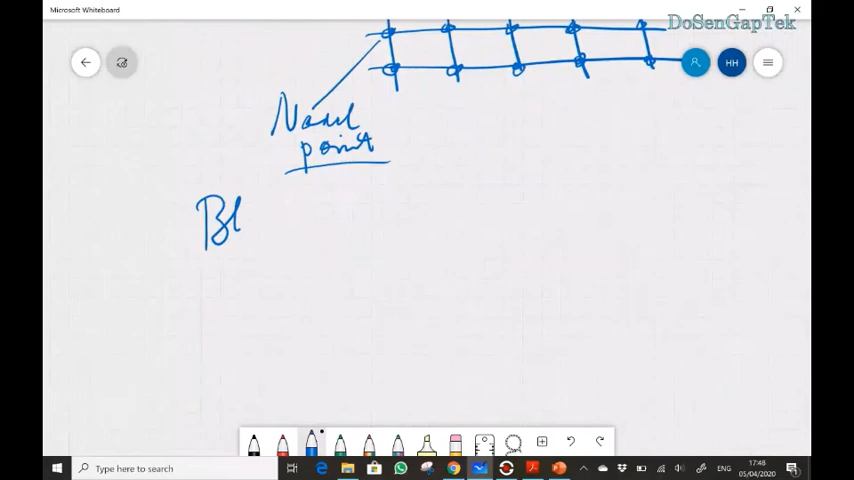 Microsoft Whiteboard
DoSenGapTek
HH
Nodal
point
Bl
Type here to search
ENG
17:48
05/04/2020